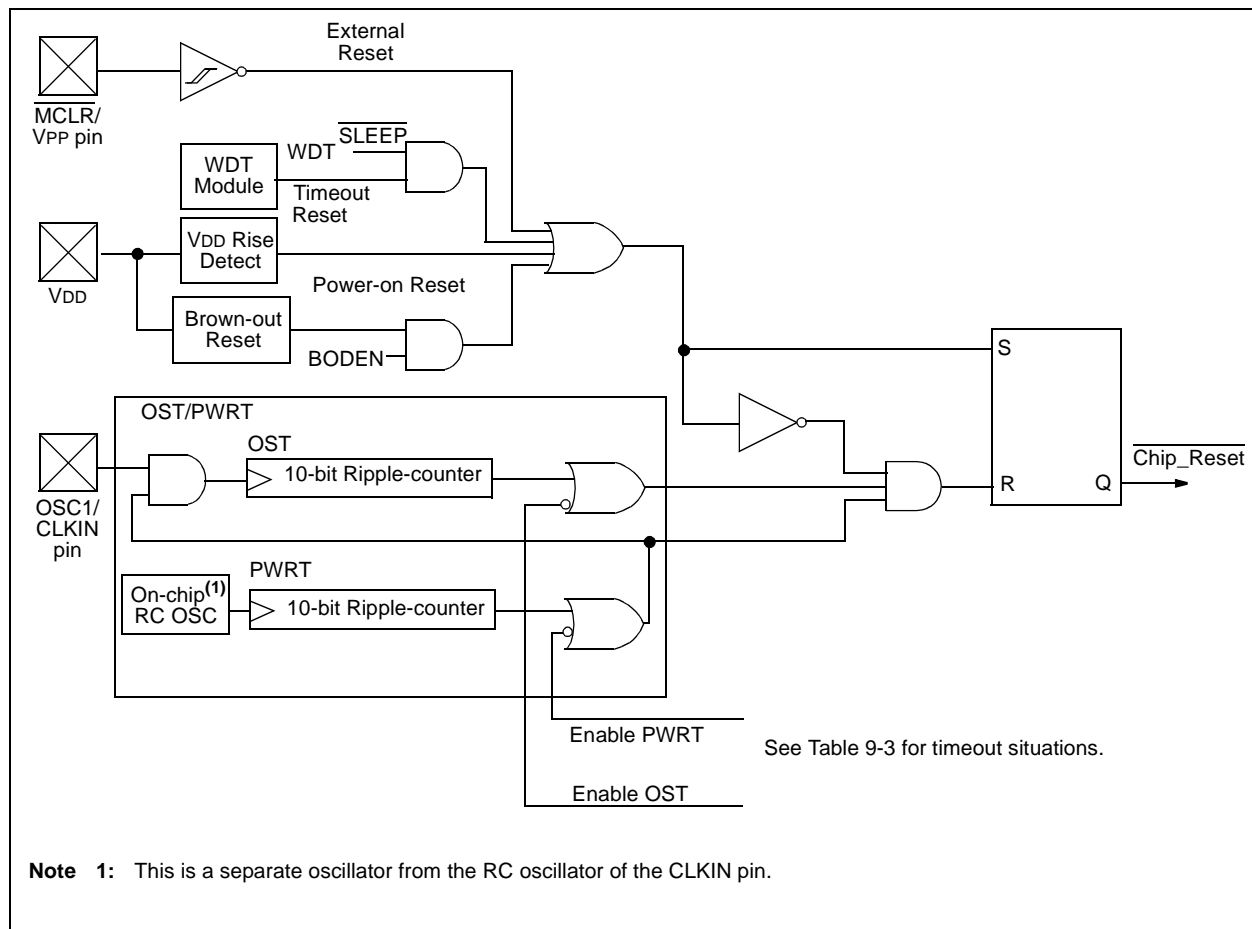 External
Reset
MCLR/
VPP pin
SLEEP
WDT
WDT
Module
Timeout
Reset
VDD Rise
Detect
VDD
Power-on Reset
Brown-out
Reset
BODEN
S
OST/PWRT
OST
10-bit Ripple-counter
Chip_Reset
R
Q
OSC1/
CLKIN
pin
PWRT
On-chip(1)
RC OSC
10-bit Ripple-counter
Enable PWRT
See Table 9-3 for timeout situations.
Enable OST
Note 1: This is a separate oscillator from the RC oscillator of the CLKIN pin.